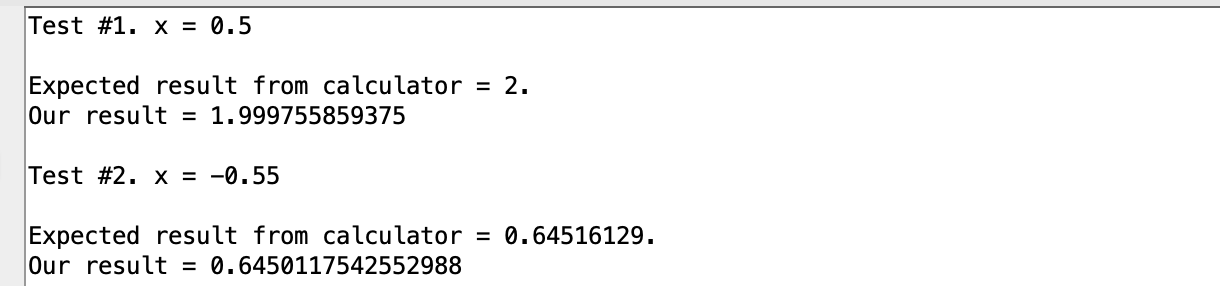 Test #1. x = 0.5
Expected result from calculator = 2.
Our result = 1.999755859375
Test #2. x = -0.55
Expected result from calculator = 0.64516129.
Our result = 0.6450117542552988